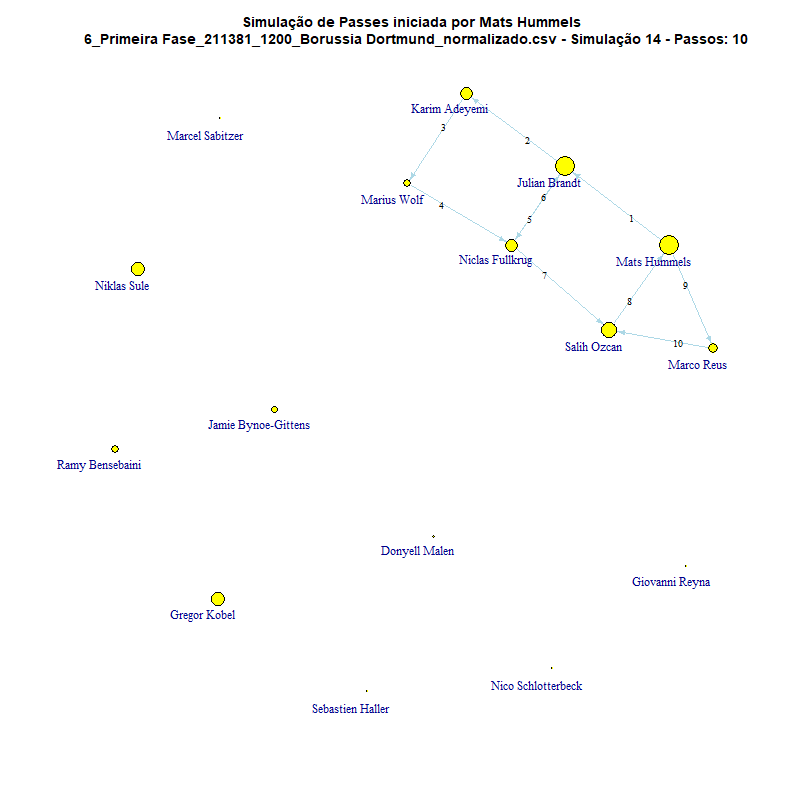 Simulação de Passes iniciada por Mats Hummels
6_Primeira Fase_211381_1200_Borussia Dortmund_normalizado.csv - Simulação 14 - Passos: 10
Karim Adeyemi
Marcel Sabitzer
3
2
Julian Brandt
Marius Wolf
6
4
5
1
Niclas Fullkrug
Mats Hummels
7
9
Niklas Sule
8
10
Salih Ozcan
Marco Reus
Jamie Bynoe-Gittens
Ramy Bensebaini
Donyell Malen
Giovanni Reyna
Gregor Kobel
Nico Schlotterbeck
Sebastien Haller